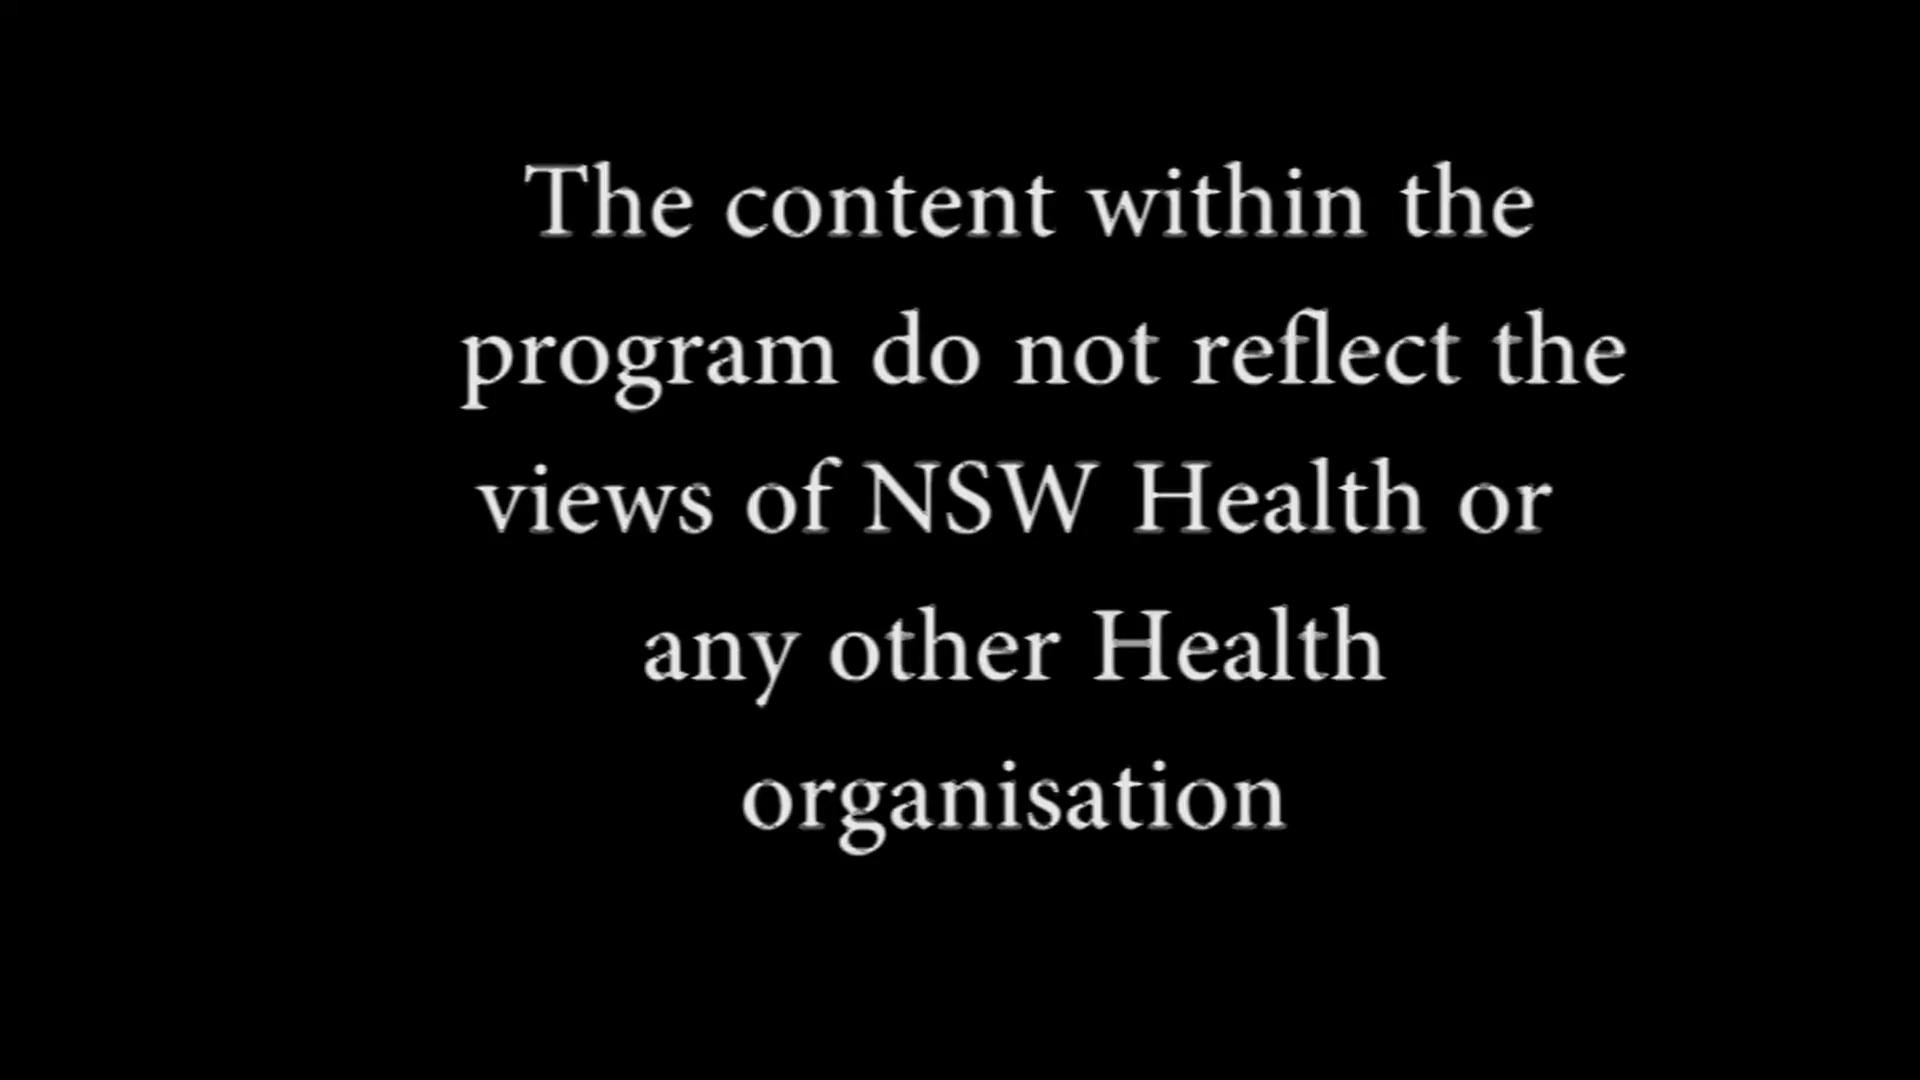 The content within the
program do not reflect the
views of NSW Health or
any other Health
organisation